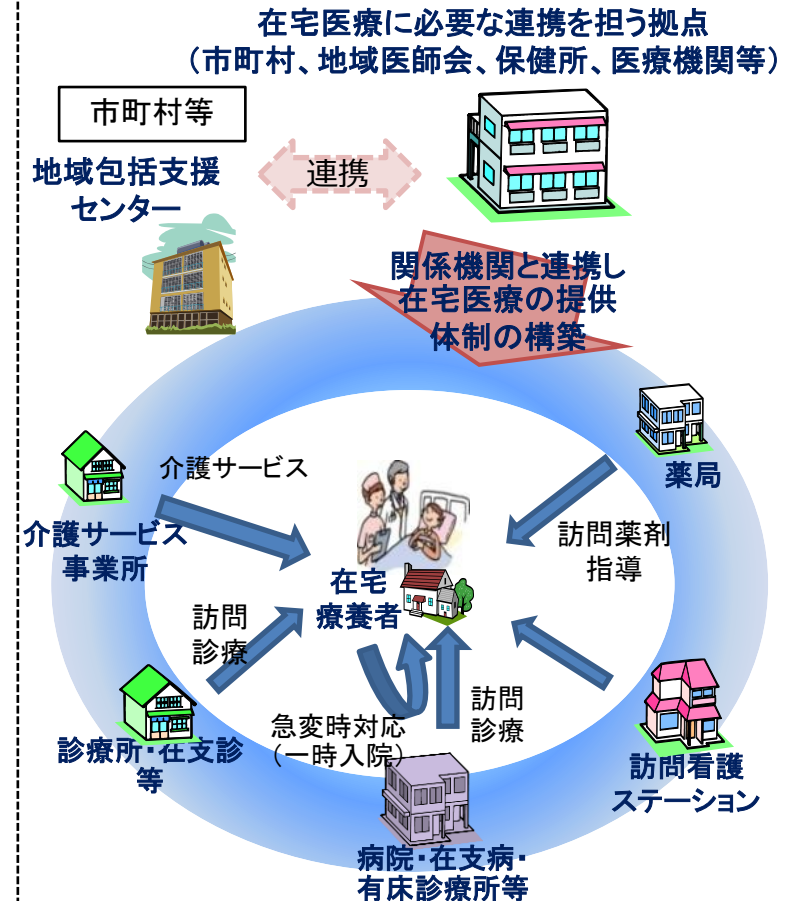 在宅医療に必要な連携を担う拠点
（市町村、地域医師会、保健所、医療機関等）
市町村等
地域包括支援
センター
連携
関係機関と連携し
在宅医療の提供
体制の構築
薬局
介護サービス
介護サービス
事業所
訪問薬剤
指導
在宅
療養者
訪問
診療
訪問
診療
急変時対応
（一時入院）
診療所・在支診
等
訪問看護
ステーション
病院・在支病・
有床診療所等